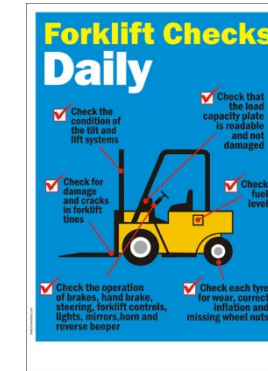 Forklift Checks
Daily
Check the
condition of
the tilt and
lift systems
Check that
the load
capacity plate
is readable
and not
damaged
Check for
damage
and cracks
in forklift
tines
Check
fuel
level
Check the operation
of brakes, hand brake,
steering, forklift controls,
lights, mirrors,horn and
reverse beeper
Check each tyre
for wear, correct
inflation and
missing wheel nuts